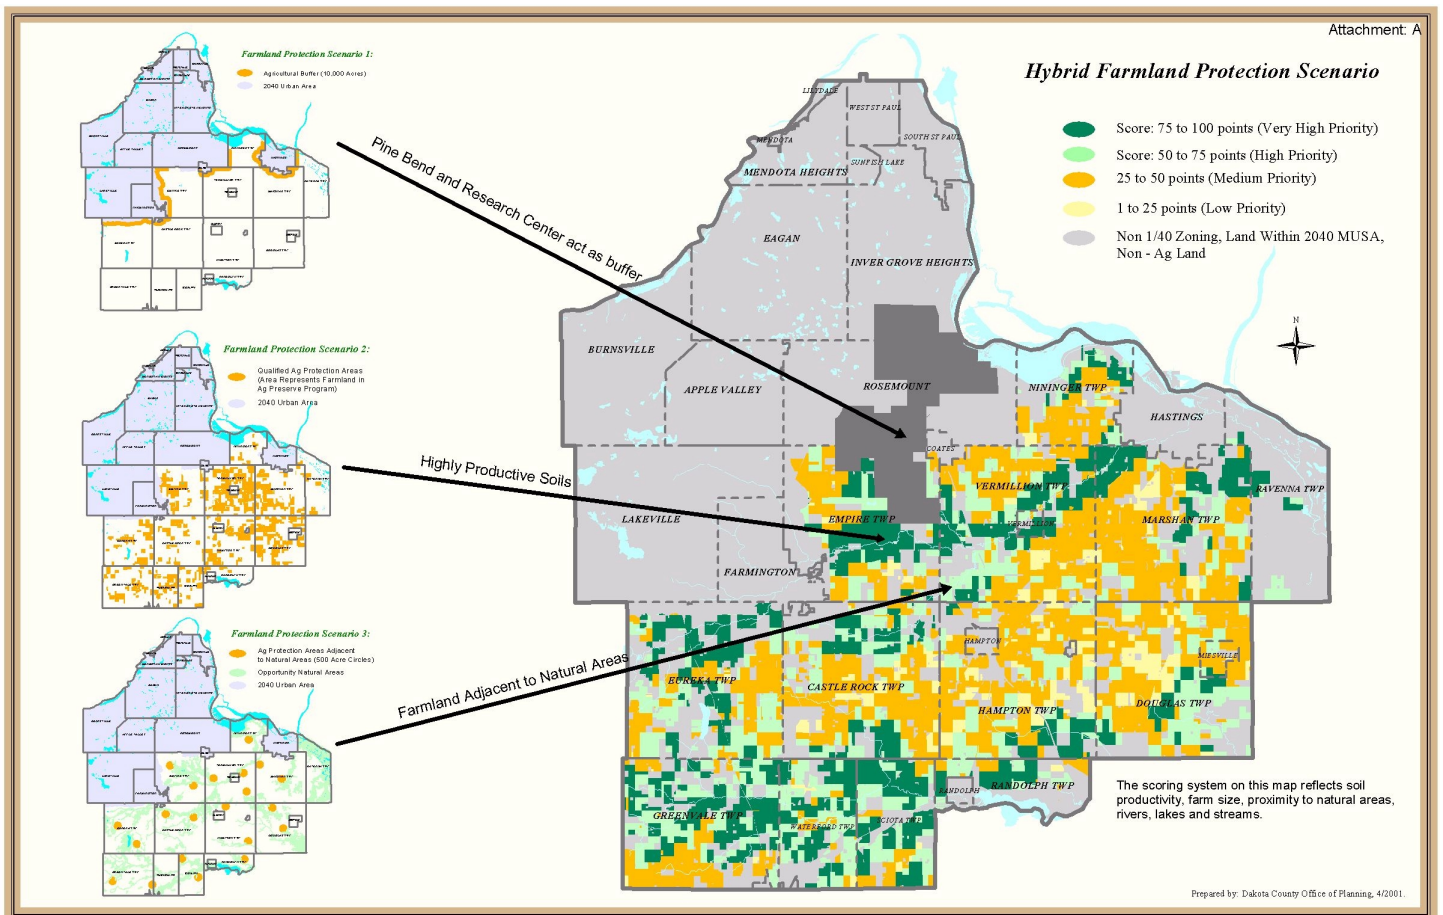 Attachment: A
Hybrid Farmland Protection Scenario
Score: 75 to 100 points (Very High Priority)
Score: 50 to 75 points (High Priority)
25 to 50 points (Medium Priority)
1 to 25 points (Low Priority)
Non 1/40 Zoning, Land Within 2040 MUSA,
Non - Ag Land
Farmland Protection Scenario 1:
Agricultural Buffer (10,000 Acres)
2040 Urban Area
Pine Bend and Research Center act as buffer
Farmland Protection Scenario 2:
Qualified Ag Protection Areas
(Area Represents Farmland in
Ag Preserve Program)
2040 Urban Area
Highly Productive Soils
Farmland Protection Scenario 3:
Ag Protection Areas Adjacent
to Natural Areas (500 Acre Circles)
Opportunity Natural Areas
2040 Urban Area
Farmland Adjacent to Natural Areas
LILYDALE
WEST ST PAUL
MENDOTA
SOUTH ST PAUL
SUNFISH LAKE
MENDOTA HEIGHTS
EAGAN
INVER GROVE HEIGHTS
N
BURNSVILLE
APPLE VALLEY
ROSEMOUNT
NININGER TWP
HASTINGS
COATES
VERMILLION TWP
RAVENNA TWP
LAKEVILLE
EMPIRE TWP
VERMILLION
MARSHAN TWP
FARMINGTON
HAMPTON
MIESVILLE
EUREKA TWP
CASTLE ROCK TWP
HAMPTON TWP
DOUGLAS TWP
RANDOLPH
RANDOLPH TWP
GREENVALE TWP
WATERFORD TWP
SCIOTA TWP
The scoring system on this map reflects soil
productivity, farm size, proximity to natural areas,
rivers, lakes and streams.
Prepared by: Dakota County Office of Planning, 4/2001.